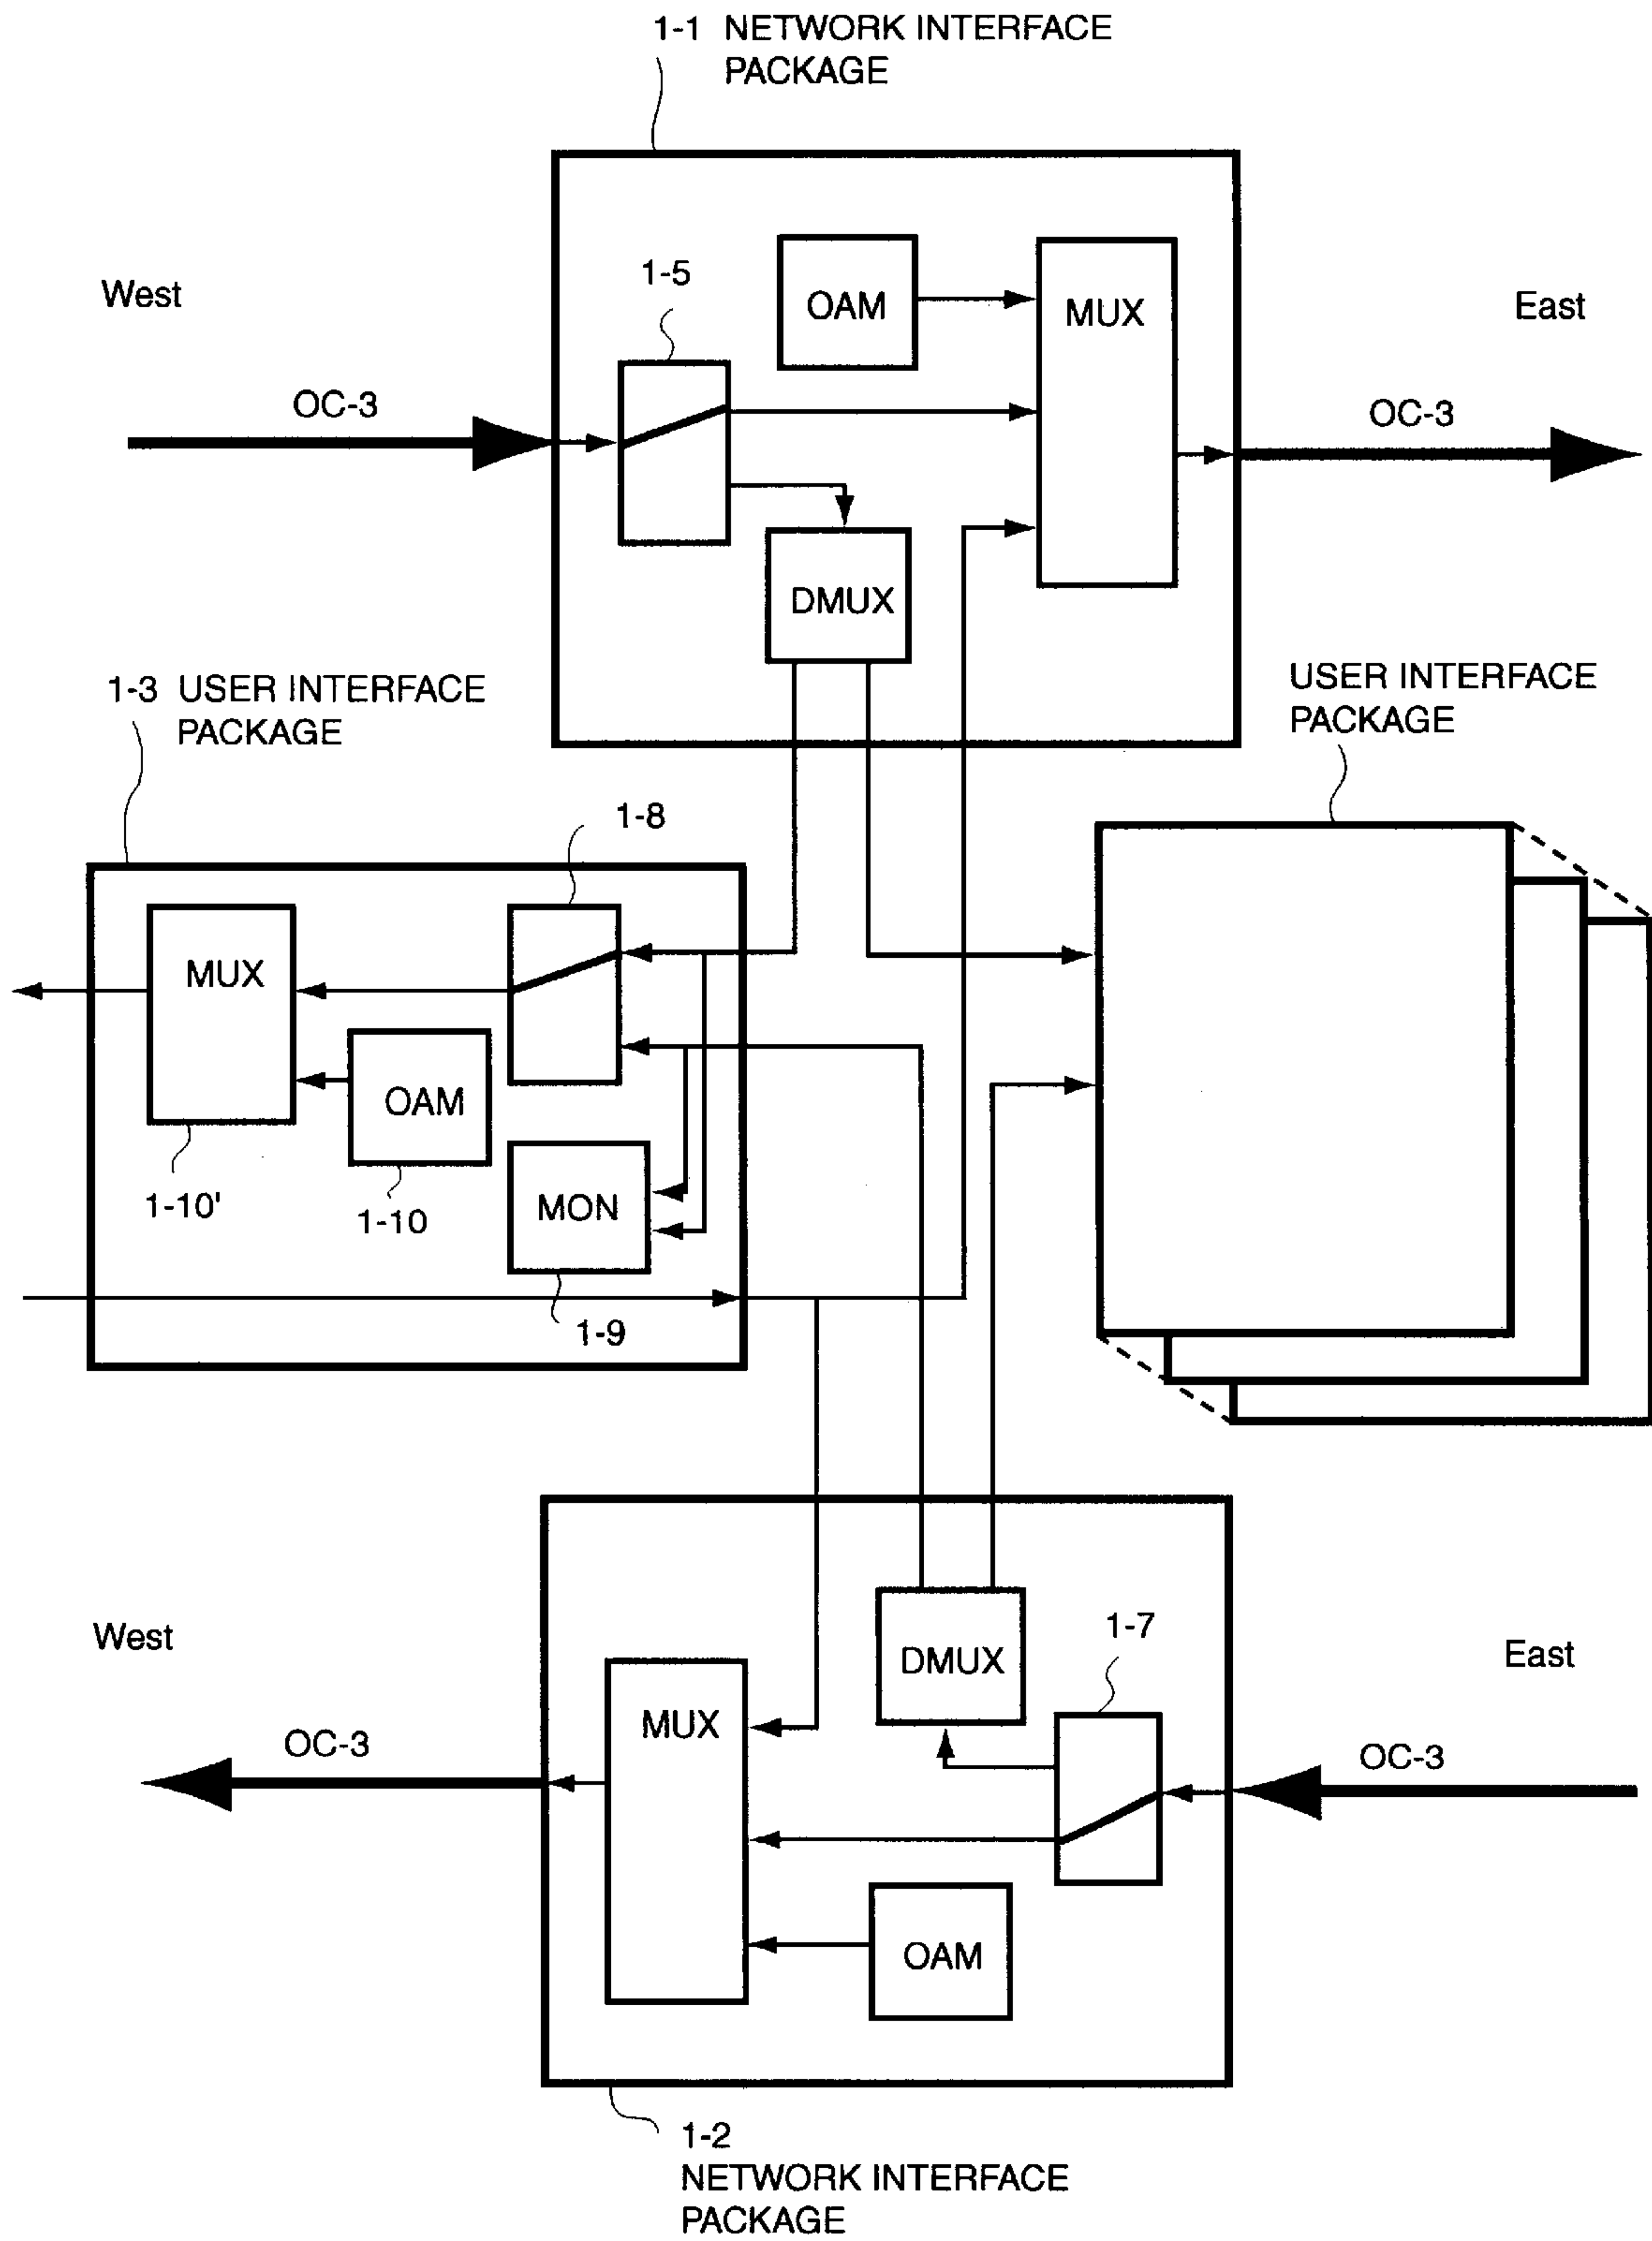 1-1 NETWORK INTERFACE
PACKAGE
West
1-5
OAM
MUX
East
OC-3
OC-3
DMUX
1-3 USER INTERFACE
PACKAGE
USER INTERFACE
PACKAGE
1-8
MUX
OAM
1-10'
1-10
MON
1-9
West
DMUX
1-7
East
MUX
OC-3
OC-3
OAM
1-2
NETWORK INTERFACE
PACKAGE